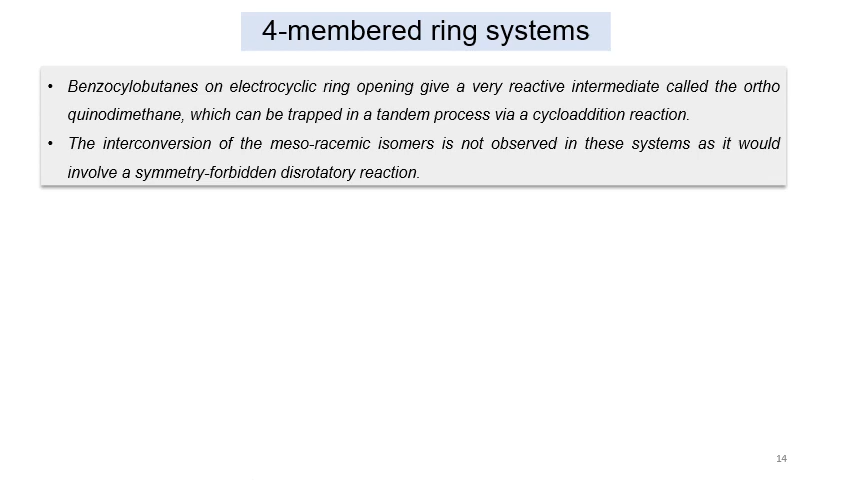 4-membered ring systems
• Benzocylobutanes on electrocyclic ring opening give a very reactive intermediate called the ortho
quinodimethane, which can be trapped in a tandem process via a cycloaddition reaction.
• The interconversion of the meso-racemic isomers is not observed in these systems as it would
involve a symmetry-forbidden disrotatory reaction.
14